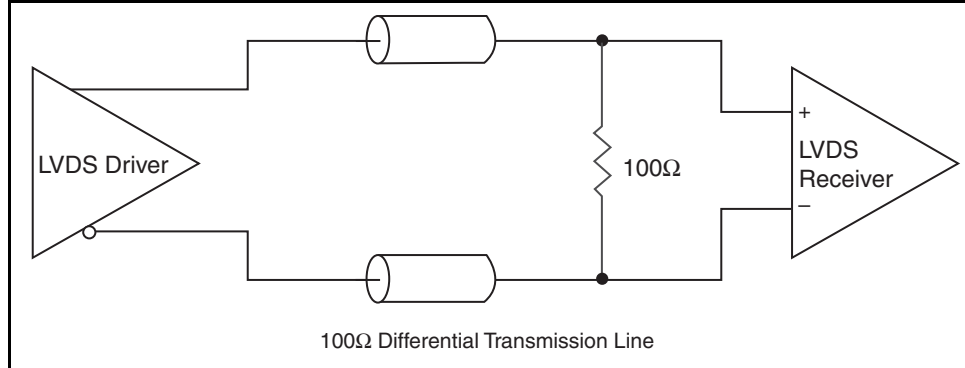 LVDS Driver
100Ω
+
LVDS
Receiver
–
100Ω Differential Transmission Line